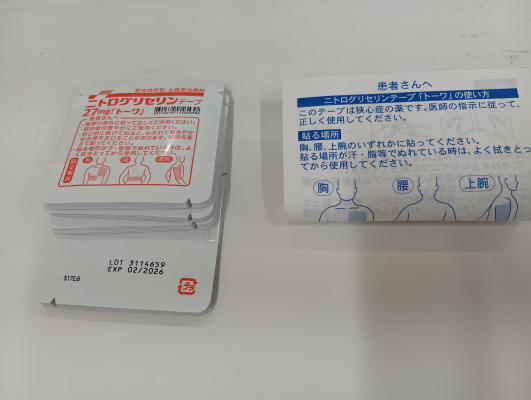 経皮吸収型・心疾患治療剤
ニトログリセリンテープ
27mg「トーワ」
患者さんへ
胸 腰 上腕
LOT 3114659
EXP 02/2026
$17E8
プラ
患者さんへ
ニトログリセリンテープ「トーワ」の使い方
このテープは狭心症の薬です。医師の指示に従って、
正しく使用してください。
貼る場所
胸、腰、上腕のいずれかに貼ってください。
貼る場所が汗・脂等でぬれている時は、よく拭きとっ
てから使用してください。
胸 腰 上腕